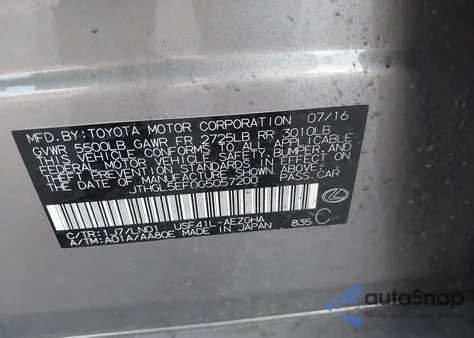 MFD. BY: TOYOTA MOTOR CORPORATION 07/16
GVWR 5500LB GAWR FR 2725LB RR 3010LB
THIS VEHICLE CONFORMS TO ALL APPLICABLE
FEDERAL MOTOR VEHICLE SAFETY, BUMPER,
AND THEFT PREVENTION STANDARDS IN EFFECT ON
THE DATE OF MANUFACTURE SHOWN ABOVE.
JTHGL5EF0G5057200 PASS. CAR
C/TR: 1J7/LN01 USF41L-AEZGHA
A/TM: A01A/AA80E MADE IN JAPAN 835 C
autoSnap